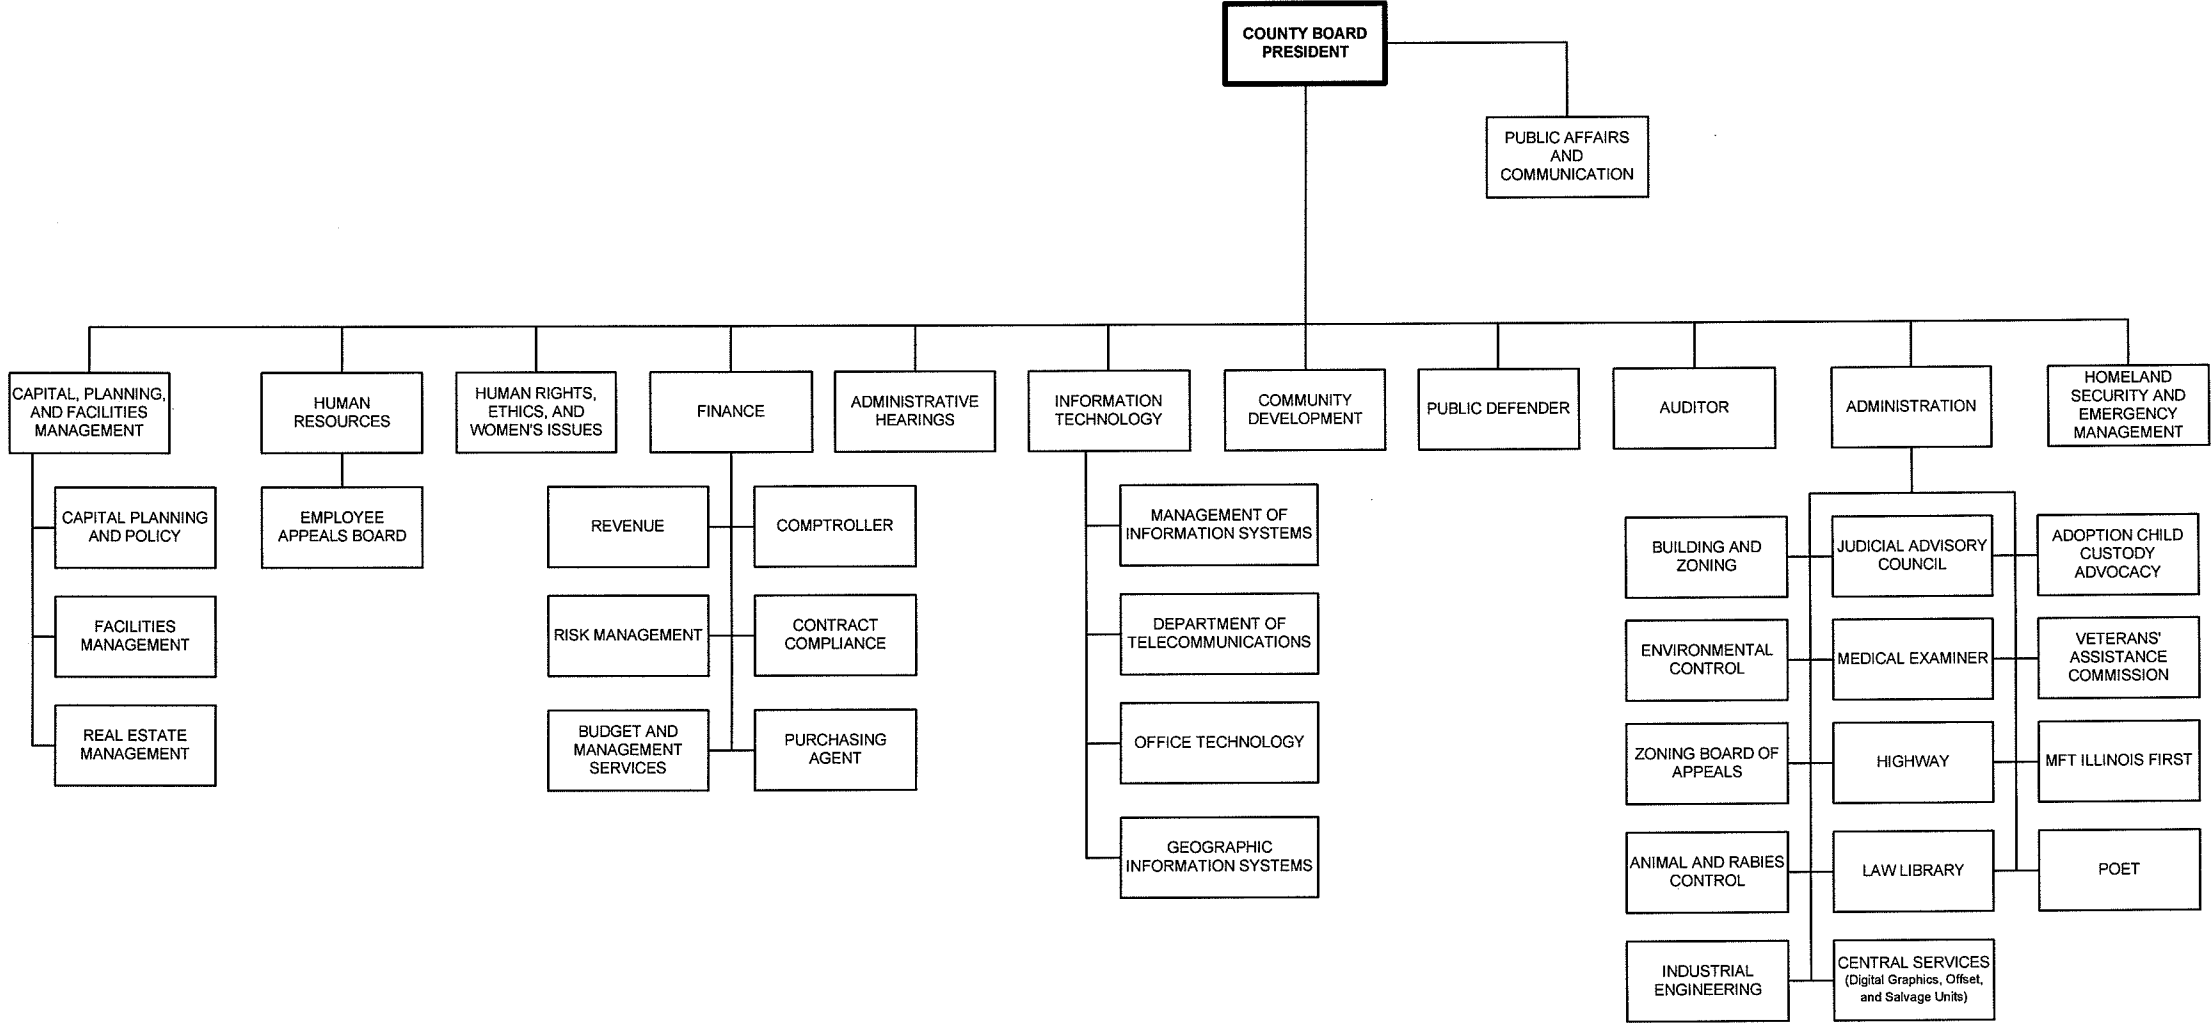 COUNTY BOARD
PRESIDENT
PUBLIC AFFAIRS
AND
COMMUNICATION
CAPITAL, PLANNING,
AND FACILITIES
MANAGEMENT
HUMAN
RESOURCES
HUMAN RIGHTS,
ETHICS, AND
WOMEN'S ISSUES
FINANCE
ADMINISTRATIVE
HEARINGS
INFORMATION
TECHNOLOGY
COMMUNITY
DEVELOPMENT
PUBLIC DEFENDER
AUDITOR
ADMINISTRATION
HOMELAND
SECURITY AND
EMERGENCY
MANAGEMENT
CAPITAL PLANNING
AND POLICY
FACILITIES
MANAGEMENT
REAL ESTATE
MANAGEMENT
EMPLOYEE
APPEALS BOARD
REVENUE
COMPTROLLER
RISK MANAGEMENT
CONTRACT
COMPLIANCE
BUDGET AND
MANAGEMENT
SERVICES
PURCHASING
AGENT
MANAGEMENT OF
INFORMATION SYSTEMS
DEPARTMENT OF
TELECOMMUNICATIONS
OFFICE TECHNOLOGY
GEOGRAPHIC
INFORMATION SYSTEMS
BUILDING AND
ZONING
JUDICIAL ADVISORY
COUNCIL
ADOPTION CHILD
CUSTODY
ADVOCACY
ENVIRONMENTAL
CONTROL
MEDICAL EXAMINER
VETERANS'
ASSISTANCE
COMMISSION
ZONING BOARD OF
APPEALS
HIGHWAY
MFT ILLINOIS FIRST
ANIMAL AND RABIES
CONTROL
LAW LIBRARY
POET
INDUSTRIAL
ENGINEERING
CENTRAL SERVICES
(Digital Graphics, Offset,
and Salvage Units)